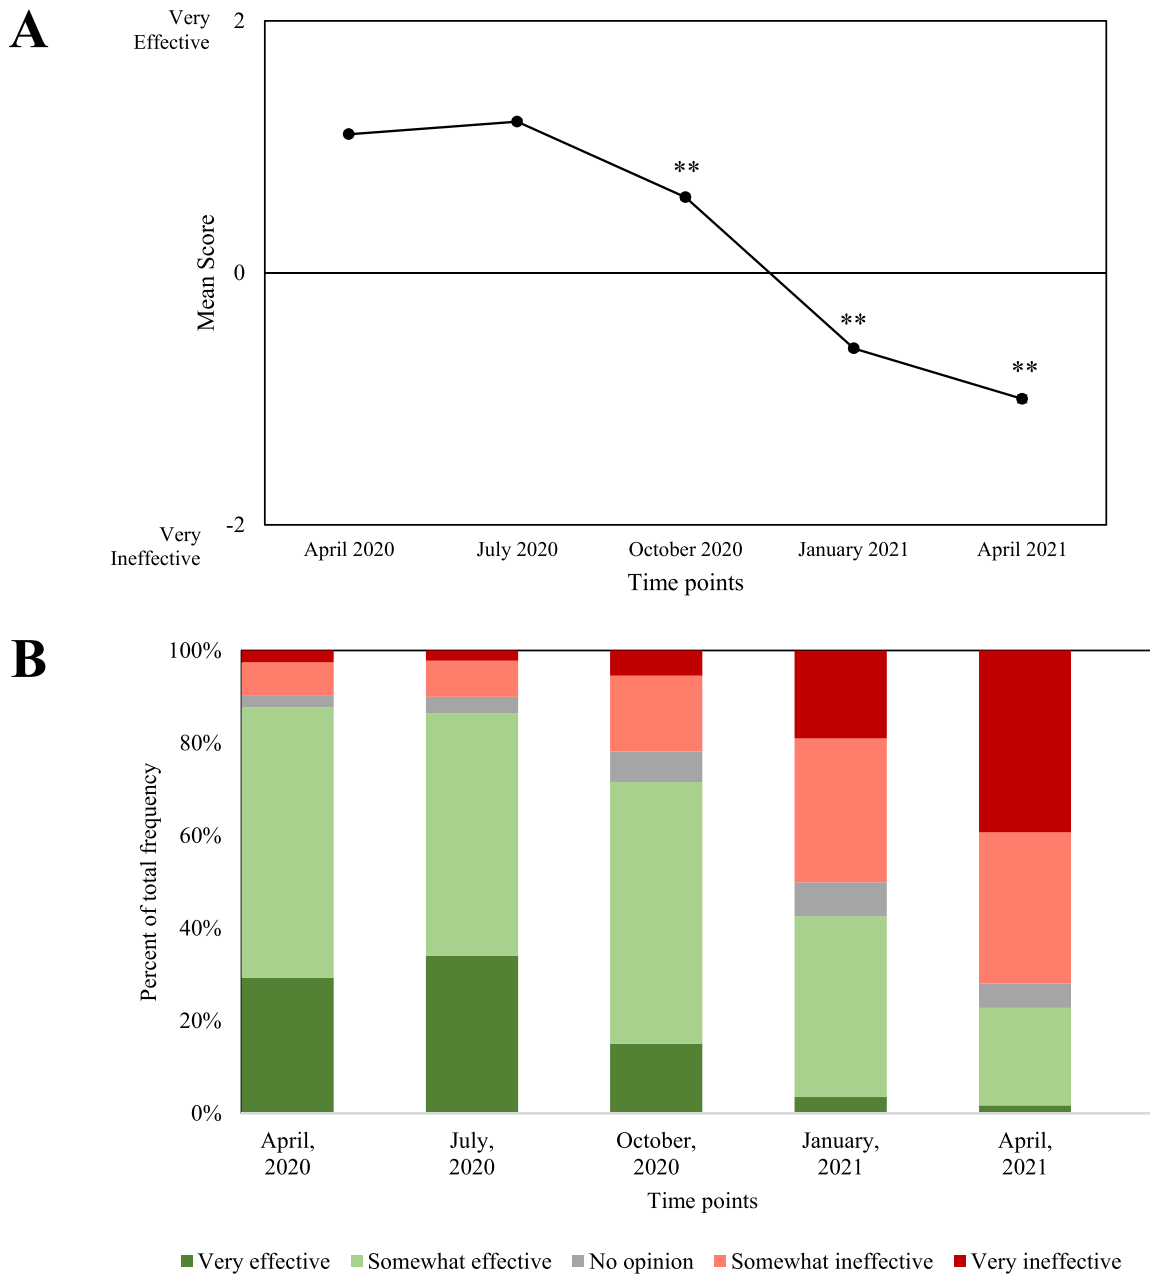 A
Very
Effective
2
Mean Score
0
**
**
**
-2
Very
Ineffective
April 2020
July 2020
October 2020
January 2021
April 2021
Time points
B
100%
80%
60%
40%
20%
0%
Percent of total frequency
April,
2020
July,
2020
October,
2020
January,
2021
April,
2021
Time points
Very effective
Somewhat effective
No opinion
Somewhat ineffective
Very ineffective